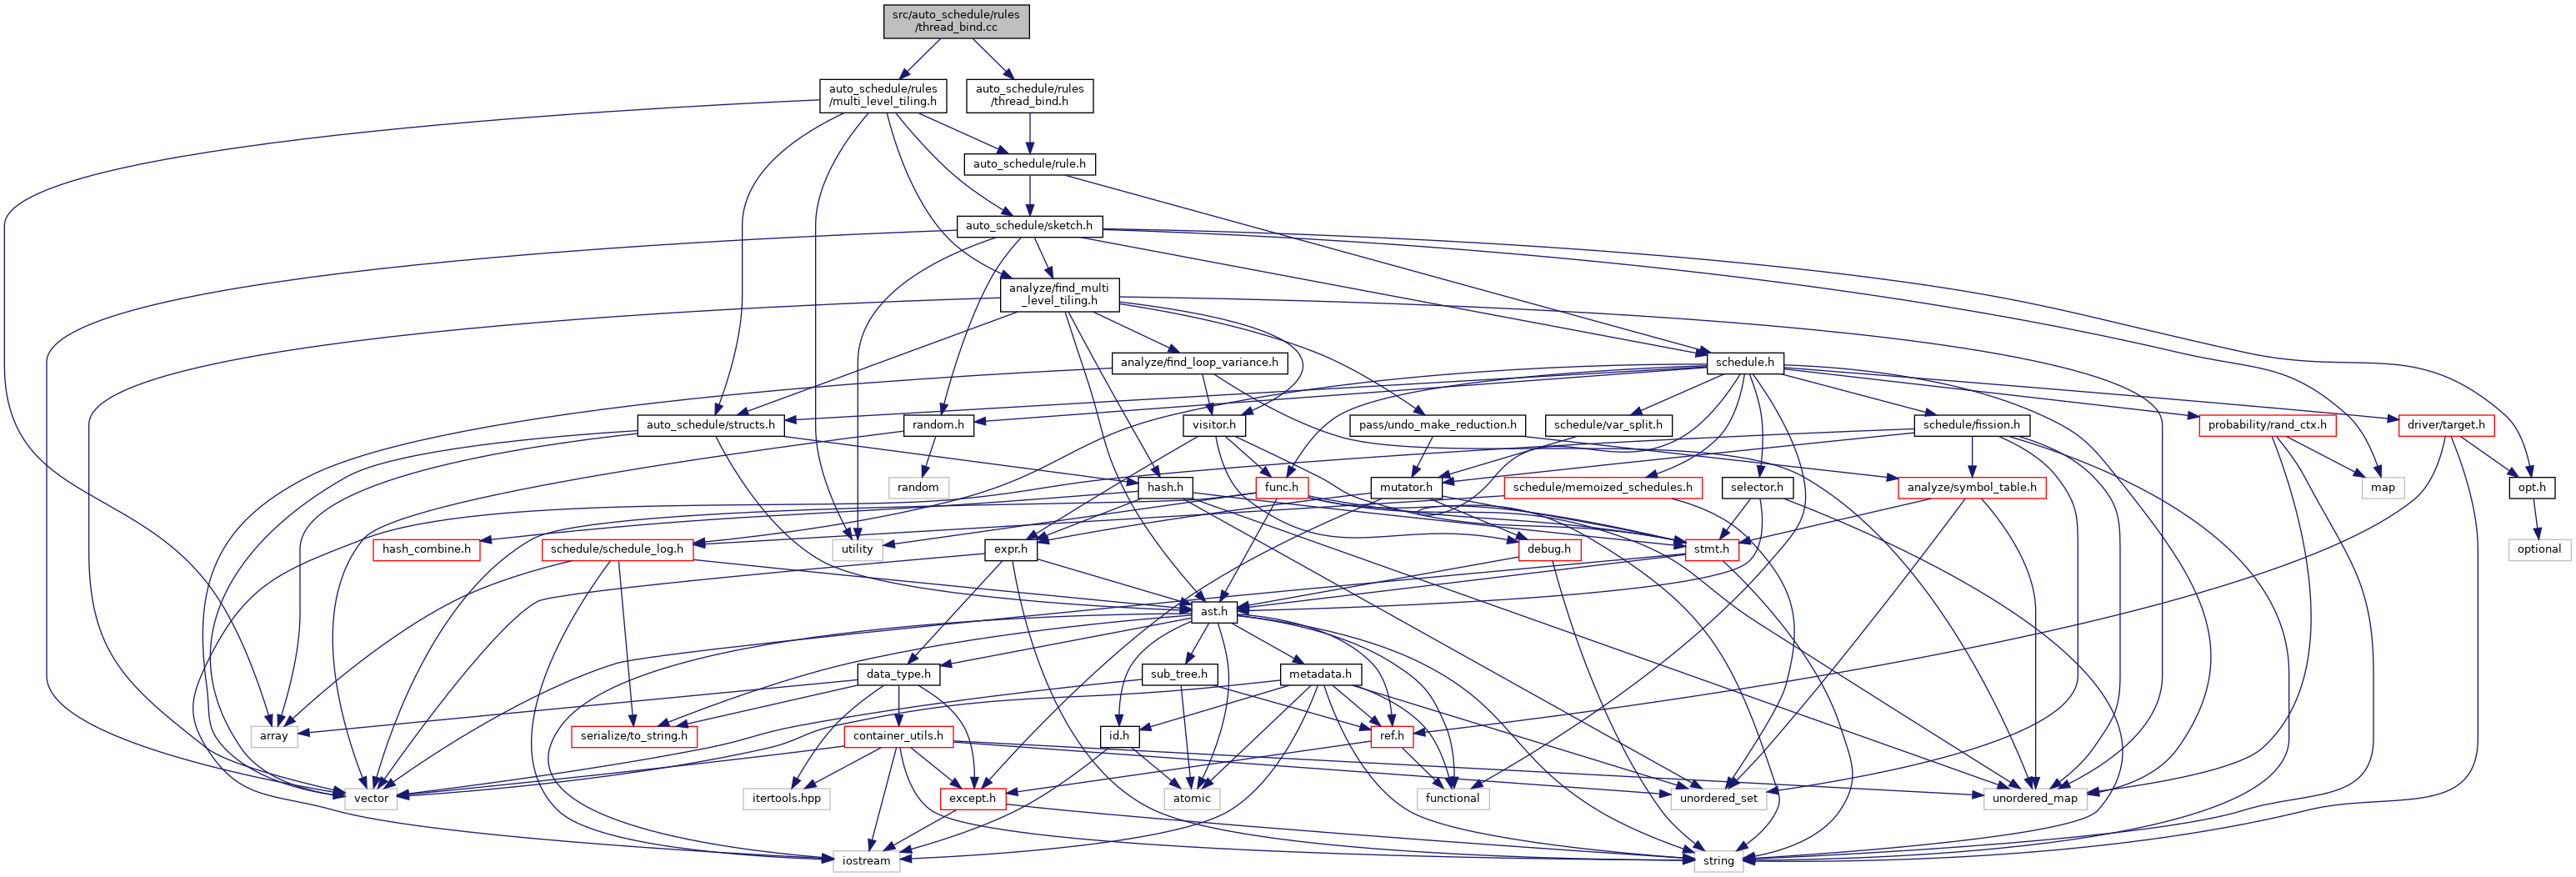 src/auto_schedule/rules
/thread_bind.cc
auto_schedule/rules
/multi_level_tiling.h
auto_schedule/rules
/thread_bind.h
auto_schedule/rule.h
auto_schedule/sketch.h
analyze/find_multi
_level_tiling.h
analyze/find_loop_variance.h
schedule.h
auto_schedule/structs.h
random.h
visitor.h
pass/undo_make_reduction.h
schedule/var_split.h
schedule/fission.h
probability/rand_ctx.h
driver/target.h
random
hash.h
func.h
mutator.h
schedule/memoized_schedules.h
selector.h
analyze/symbol_table.h
map
opt.h
hash_combine.h
schedule/schedule_log.h
utility
expr.h
debug.h
stmt.h
optional
ast.h
data_type.h
sub_tree.h
metadata.h
array
serialize/to_string.h
container_utils.h
id.h
ref.h
vector
itertools.hpp
except.h
atomic
functional
unordered_set
unordered_map
iostream
string